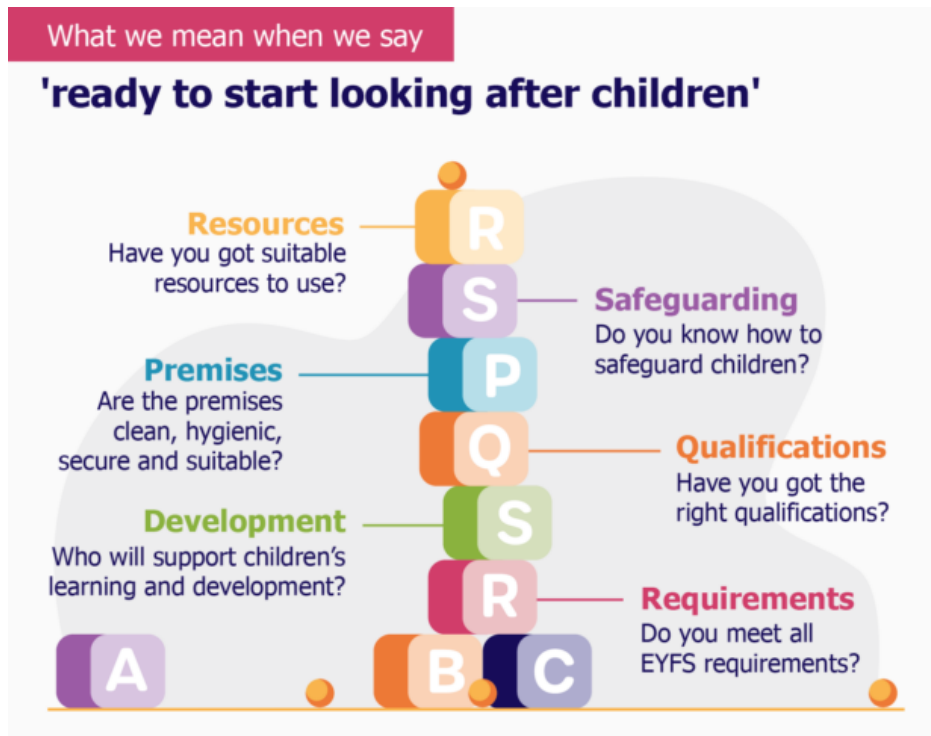 What we mean when we say
'ready to start looking after children'
R
Resources
Have you got suitable
resources to use?
S
Safeguarding
Do you know how to
safeguard children?
P
Premises
Are the premises
clean, hygienic,
secure and suitable?
Q
Qualifications
Have you got the
right qualifications?
S
Development
Who will support children’s
learning and development?
R
Requirements
Do you meet all
EYFS requirements?
A
B
C